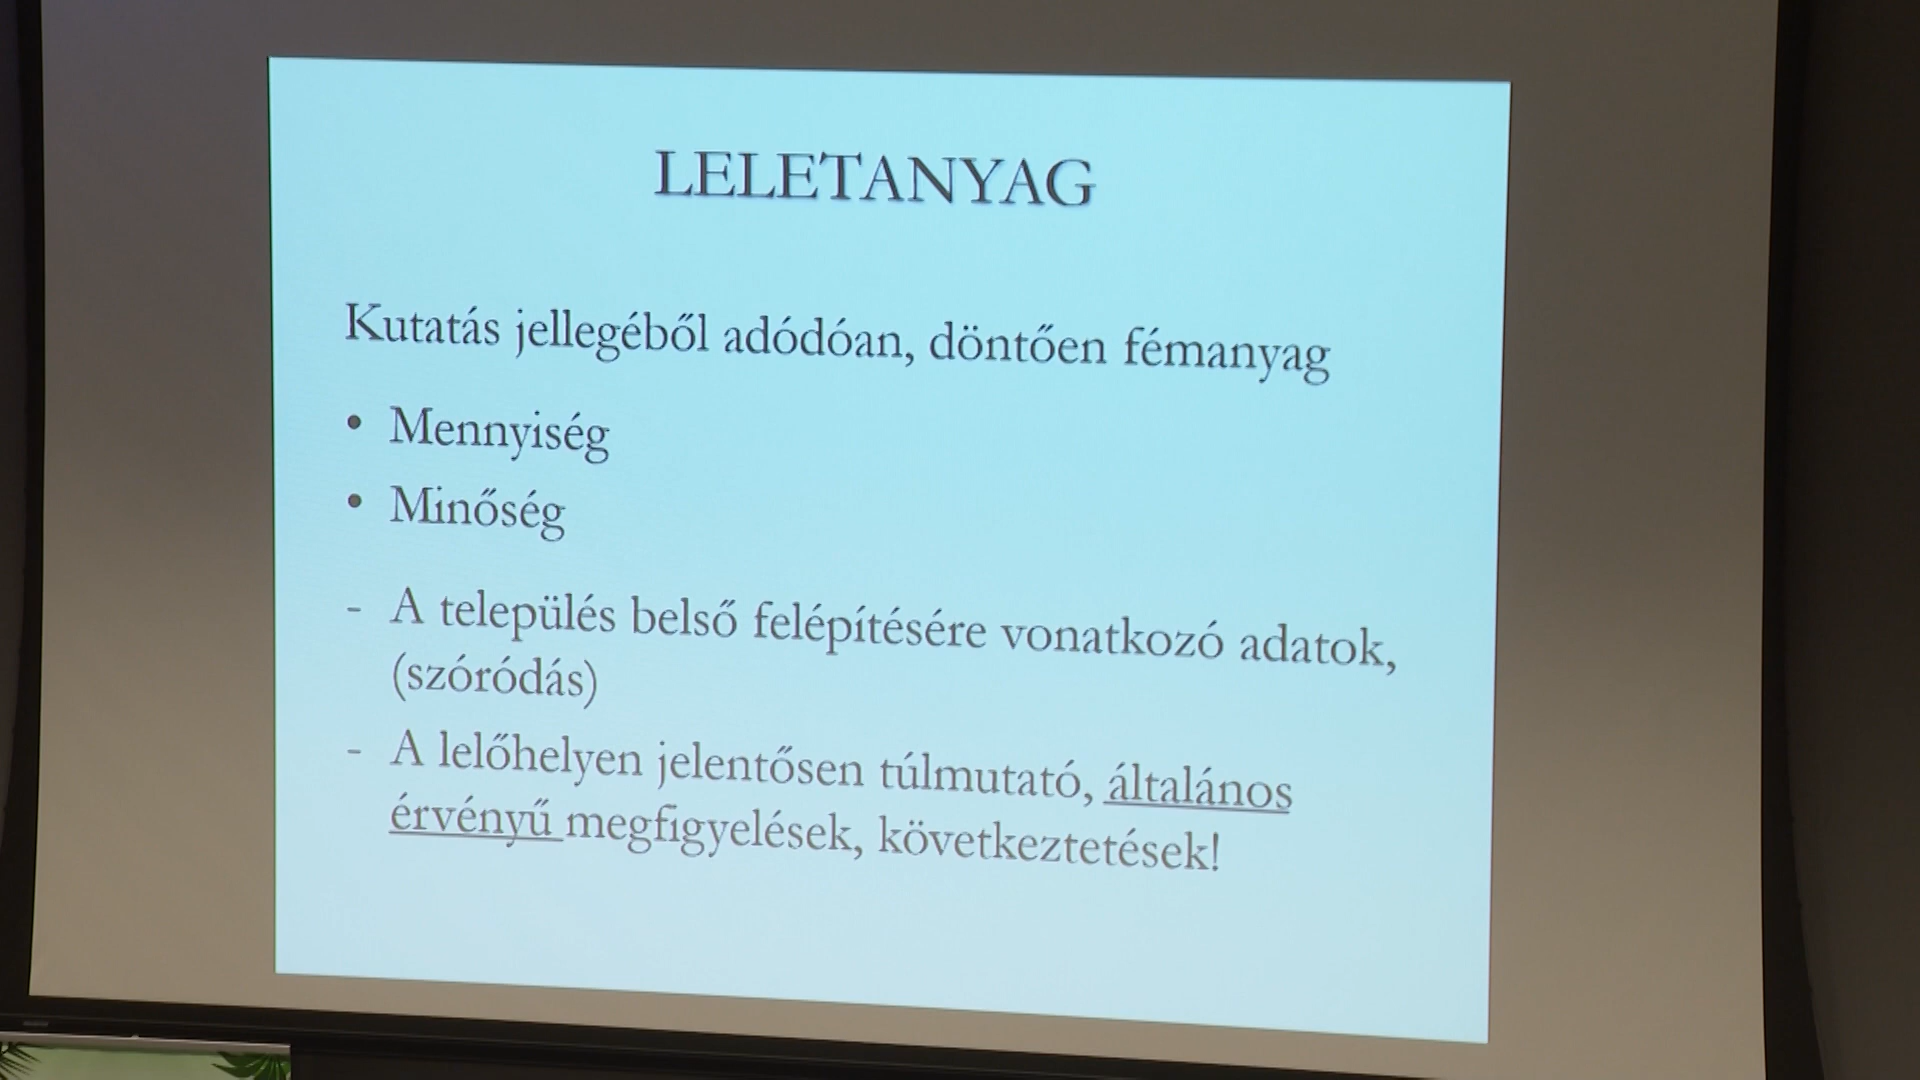 LELETANYAG
Kutatás jellegéből adódóan, döntően fémanyag
• Mennyiség
• Minőség
- A település belső felépítésére vonatkozó adatok,
(szóródás)
- A lelőhelyen jelentősen túlmutató, általános
érvényű megfigyelések, következtetések!